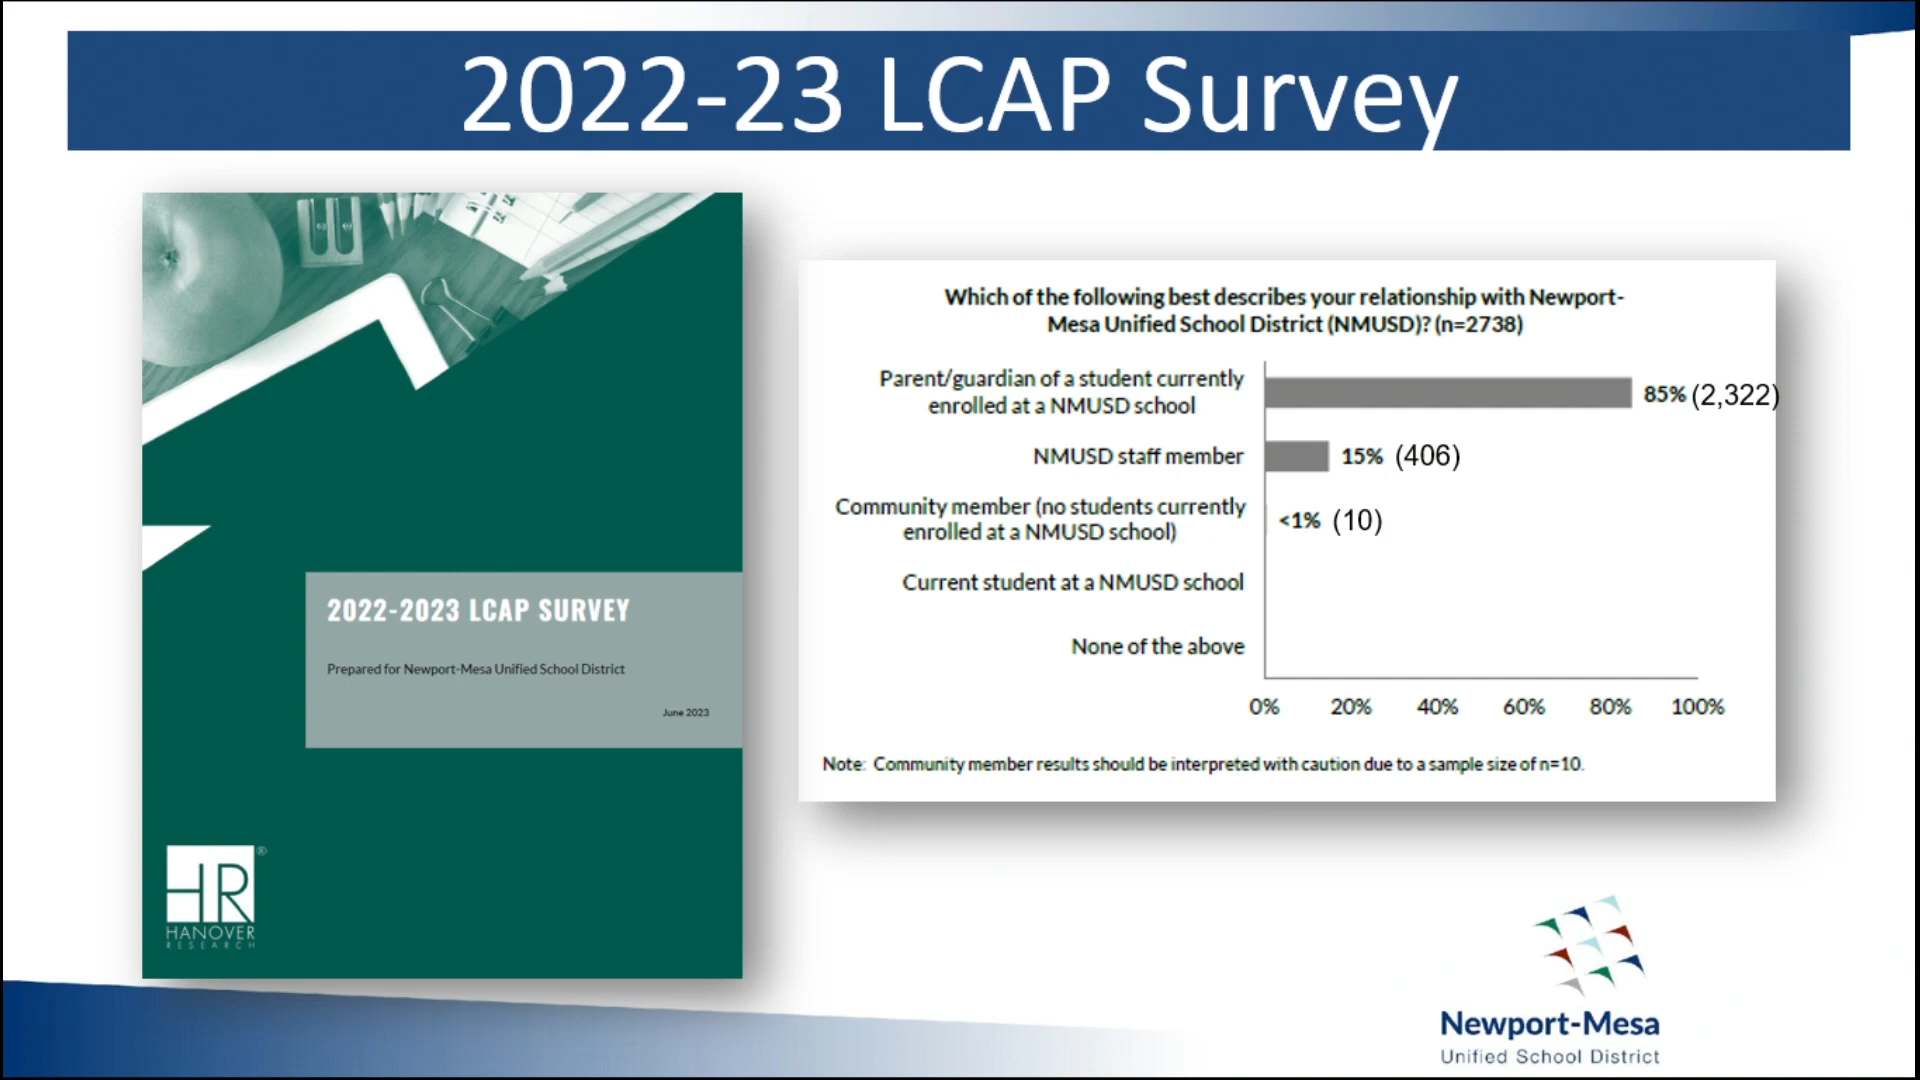 2022-23 LCAP Survey
2022-2023 LCAP SURVEY
Prepared for Newport-Mesa Unified School District
June 2023
HR®
HANOVER
RESEARCH
Which of the following best describes your relationship with Newport-
Mesa Unified School District (NMUSD)? (n=2738)
Parent/guardian of a student currently
enrolled at a NMUSD school
85% (2,322)
NMUSD staff member
15% (406)
Community member (no students currently
enrolled at a NMUSD school)
<1% (10)
Current student at a NMUSD school
None of the above
0% 20% 40% 60% 80% 100%
Note: Community member results should be interpreted with caution due to a sample size of n=10.
Newport-Mesa
Unified School District